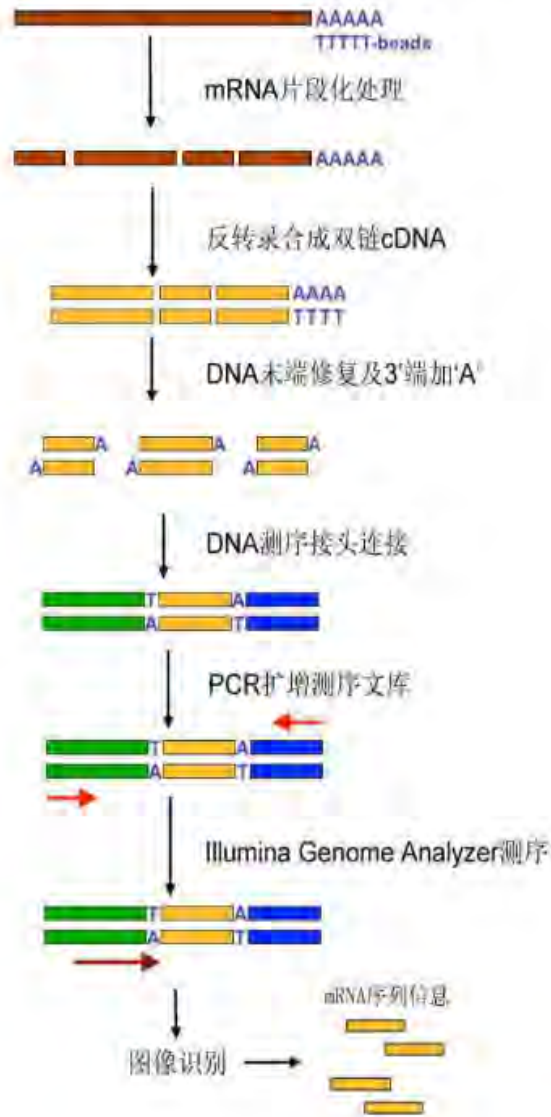 AAAAA
TTTTT-beads
mRNA片段化处理
AAAAA
反转录合成双链cDNA
AAAA
TTTT
DNA末端修复及3'端加'A'
A A A
A A A
DNA测序接头连接
T A
A T
PCR扩增测序文库
T A
A T
Illumina Genome Analyzer测序
T A
A T
mRNA序列信息
图像识别